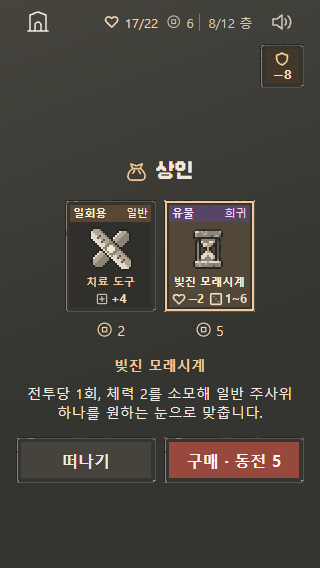 17/22 6 8/12 층
−8
상인
일회용 일반
유물 희귀
치료 도구
+4
빚진 모래시계
−2 1~6
2
5
빚진 모래시계
전투당 1회, 체력 2를 소모해 일반 주사위
하나를 원하는 눈으로 맞춥니다.
떠나기
구매 · 동전 5